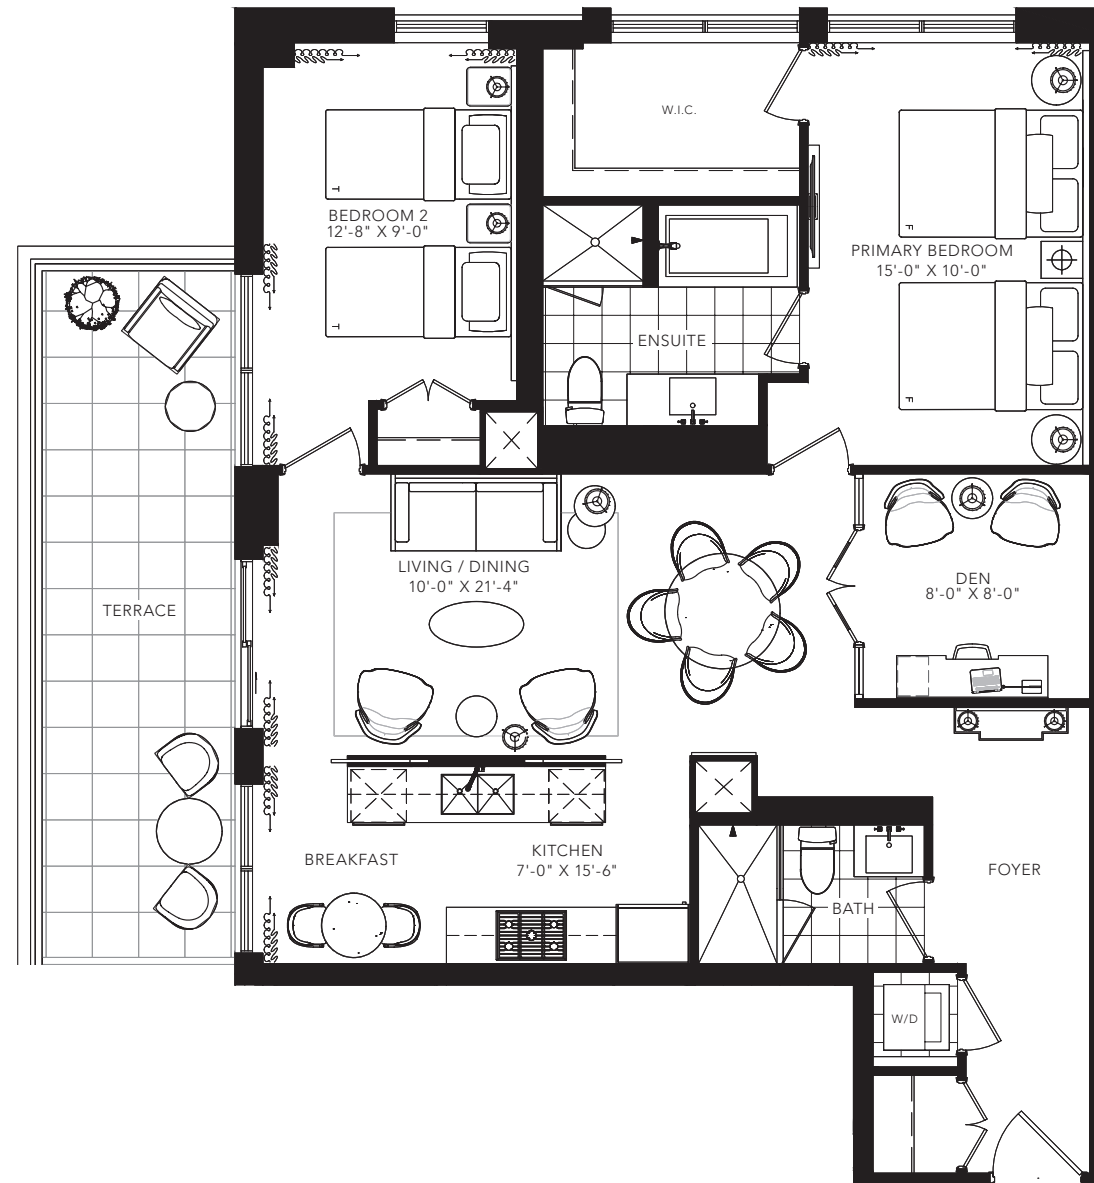 W.I.C.
BEDROOM 2
12'-8" X 9'-0"
T
T
PRIMARY BEDROOM
15'-0" X 10'-0"
F
F
ENSUITE
LIVING / DINING
10'-0" X 21'-4"
DEN
8'-0" X 8'-0"
TERRACE
BREAKFAST
KITCHEN
7'-0" X 15'-6"
FOYER
BATH
W/D